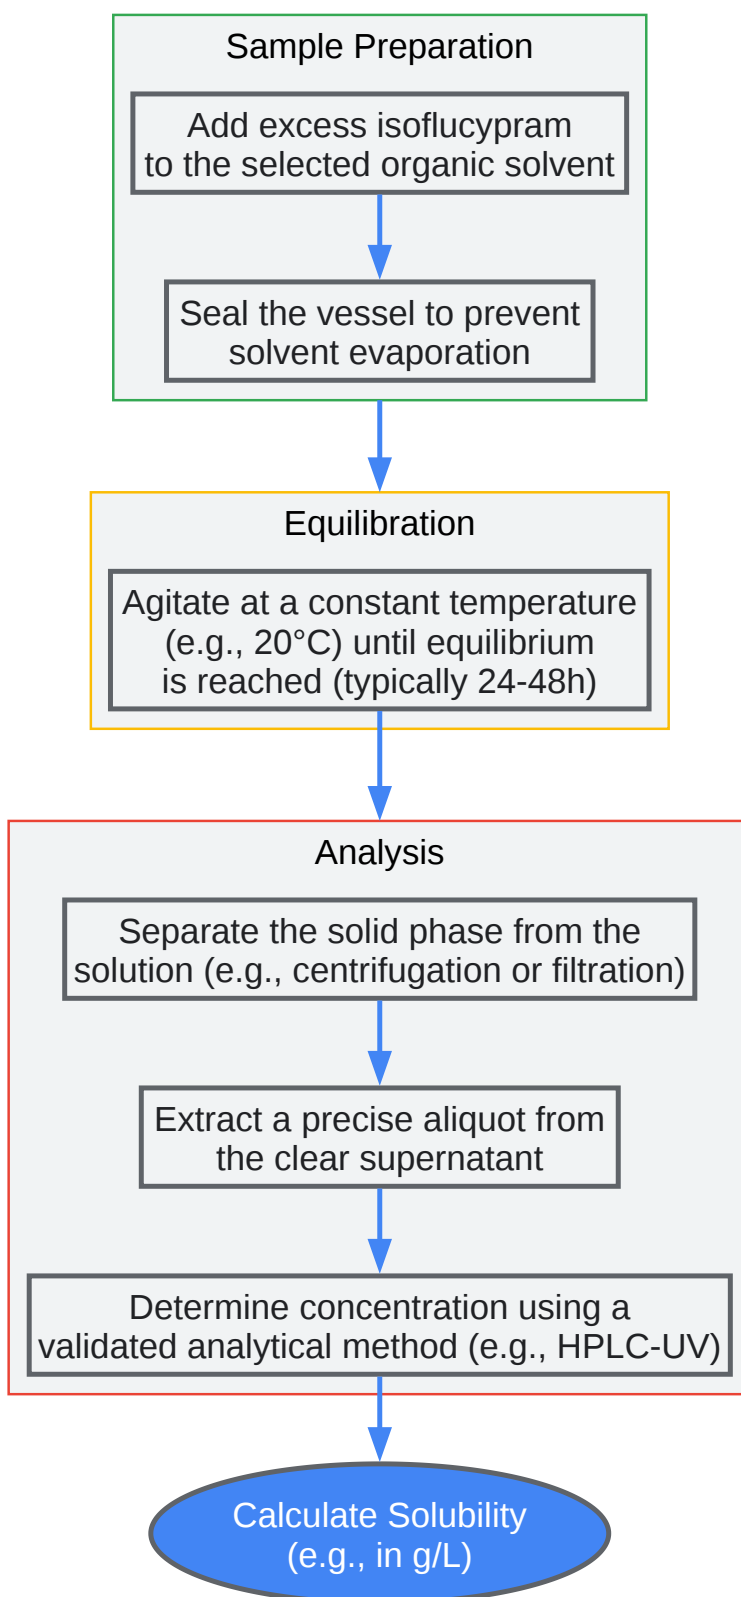 Sample Preparation
Add excess isoflucypram
to the selected organic solvent
Seal the vessel to prevent
solvent evaporation
Equilibration
Agitate at a constant temperature
(e.g., 20°C) until equilibrium
is reached (typically 24-48h)
Analysis
Separate the solid phase from the
solution (e.g., centrifugation or filtration)
Extract a precise aliquot from
the clear supernatant
Determine concentration using a
validated analytical method (e.g., HPLC-UV)
Calculate Solubility
(e.g., in g/L)